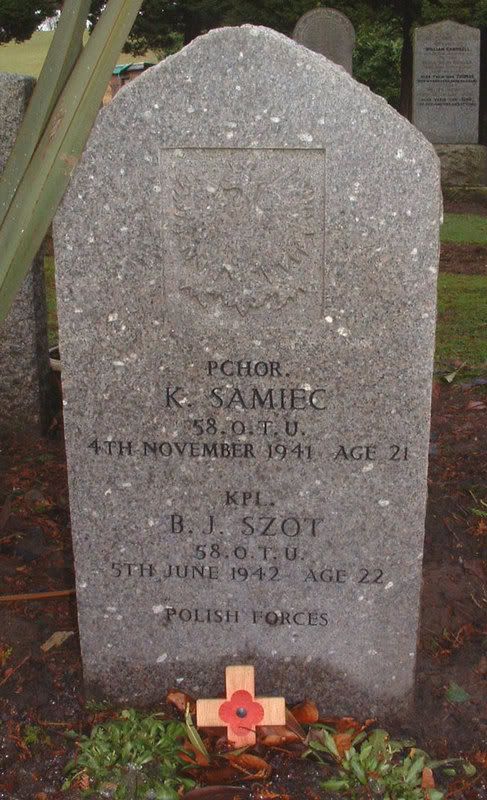 PCHOR.
K. SAMIEC
58. O. T. U.
4TH NOVEMBER 1941 AGE 21
KPL.
B. J. SZOT
58. O. T. U.
5TH JUNE 1942 AGE 22
POLISH FORCES
WILLIAM